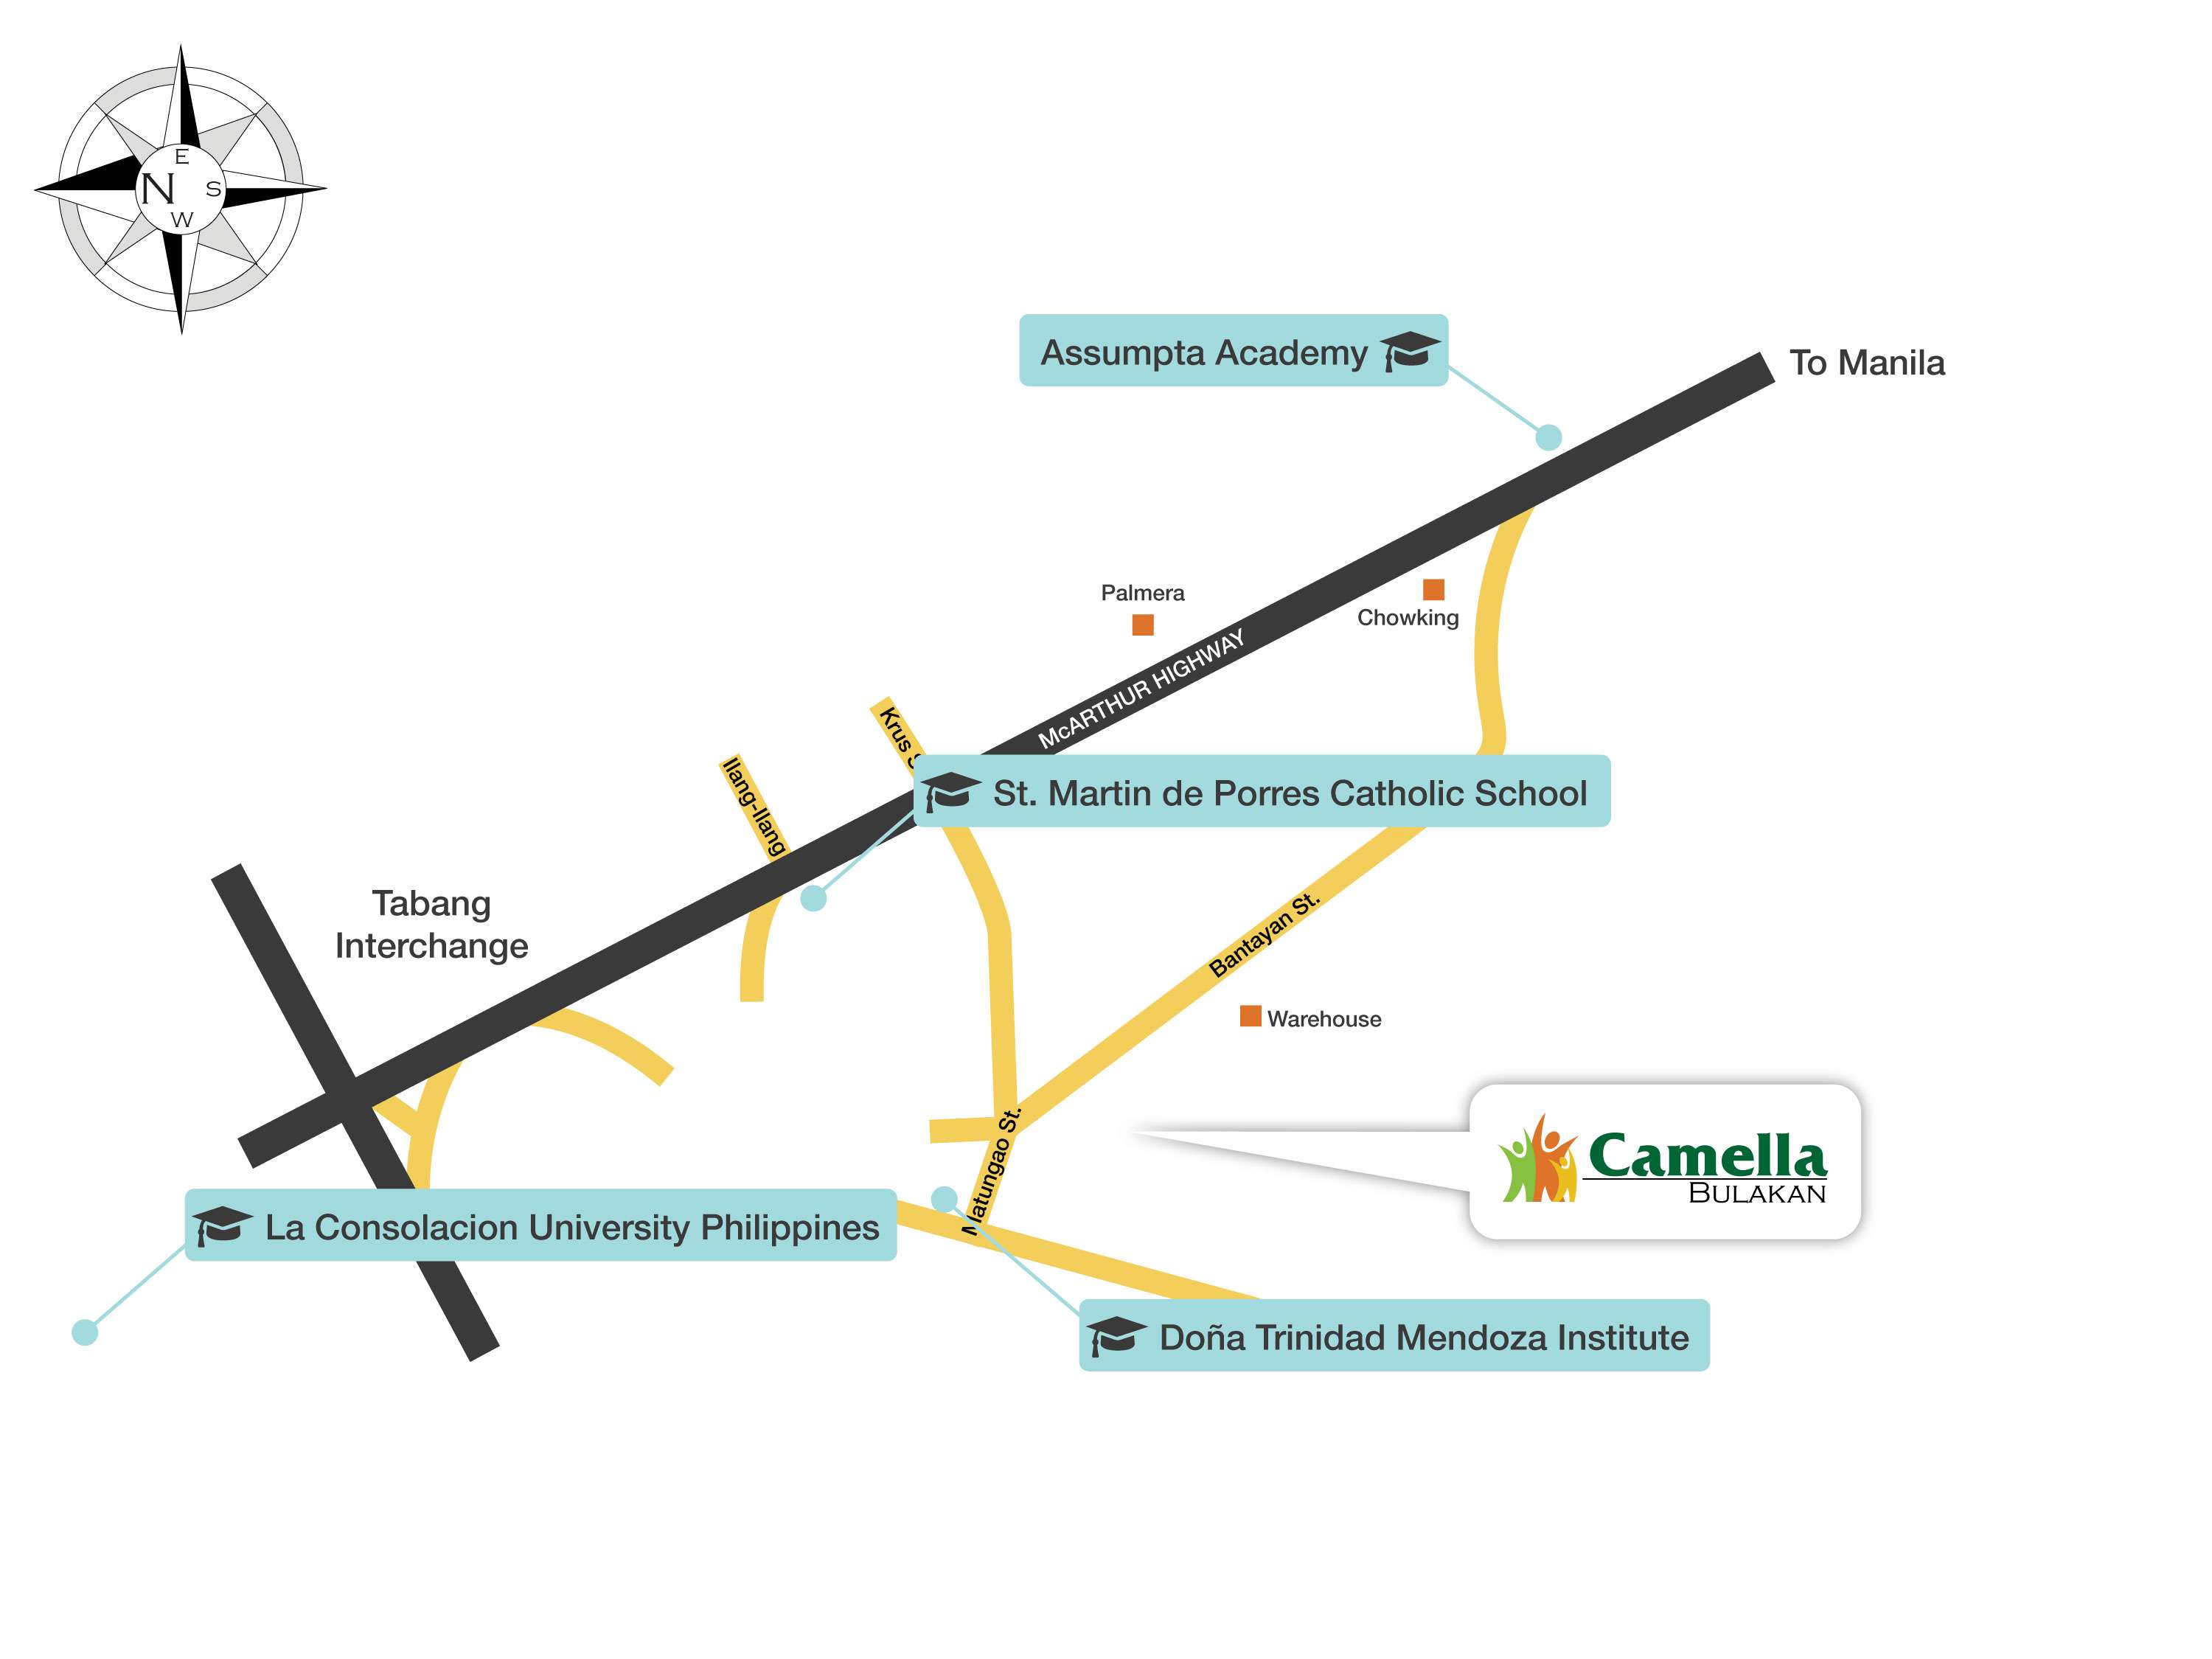 E
N S
W
Assumpta Academy
To Manila
Palmera
Chowking
McARTHUR HIGHWAY
Krus
Ilang-Ilang
St. Martin de Porres Catholic School
Tabang
Interchange
Bantayan St.
Warehouse
Matungao St.
Camella
BULAKAN
La Consolacion University Philippines
Doña Trinidad Mendoza Institute